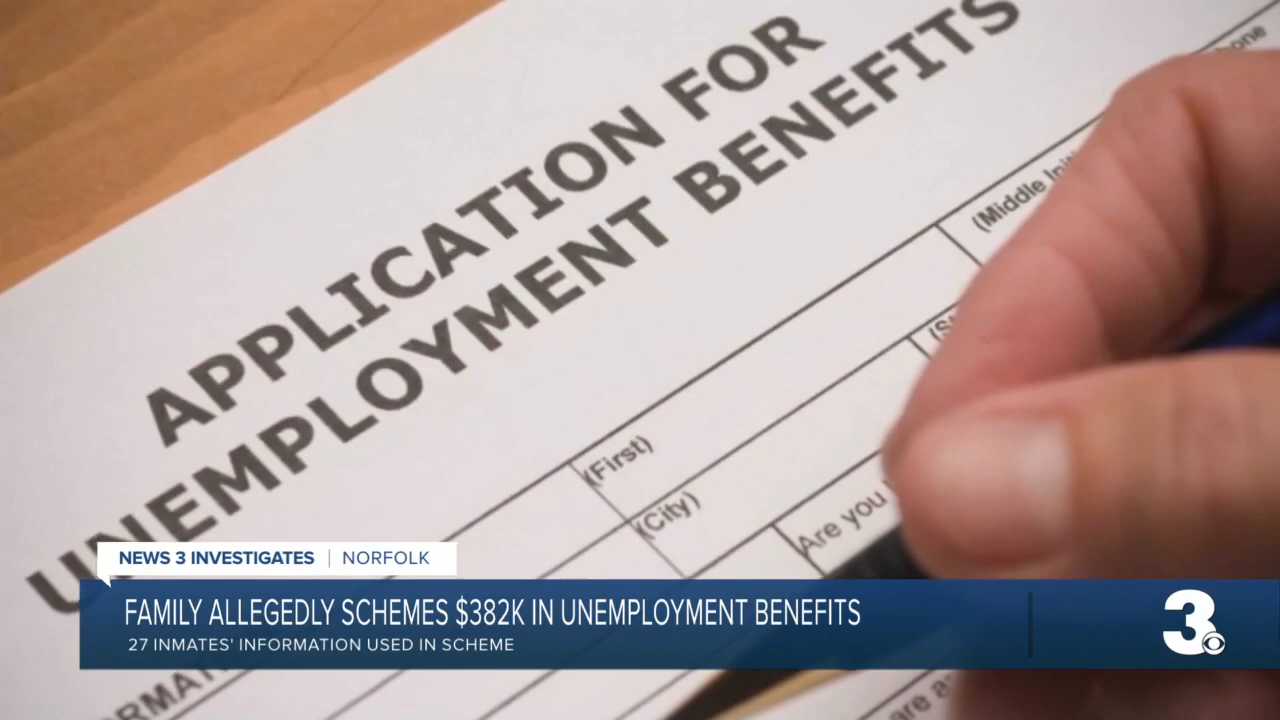 APPLICATION FOR
UNEMPLOYMENT BENEFITS
(Middle
(First)
(City)
Are you
NEWS 3 INVESTIGATES | NORFOLK
FAMILY ALLEGEDLY SCHEMES $382K IN UNEMPLOYMENT BENEFITS
27 INMATES' INFORMATION USED IN SCHEME
3